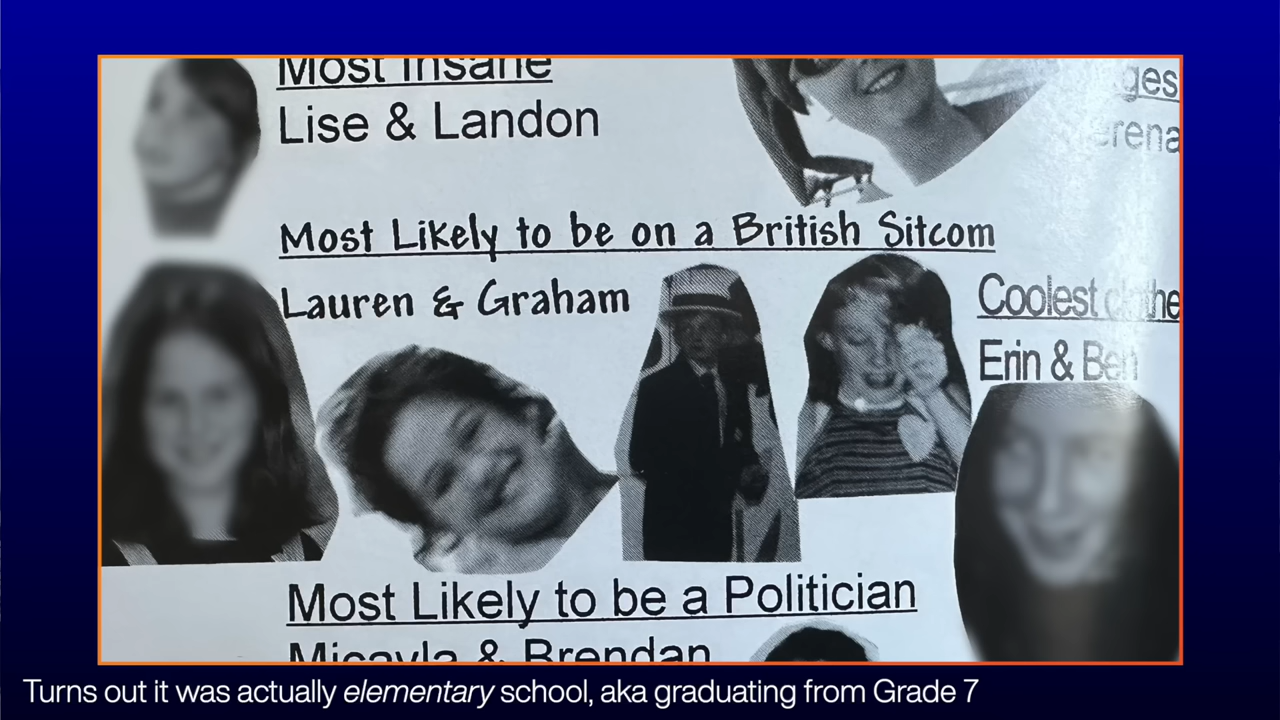 Most Insane
Lise & Landon
Most Likely to be on a British Sitcom
Lauren & Graham
Coolest
Erin & Ben
Most Likely to be a Politician
Micayla & Brendan
Turns out it was actually elementary school, aka graduating from Grade 7